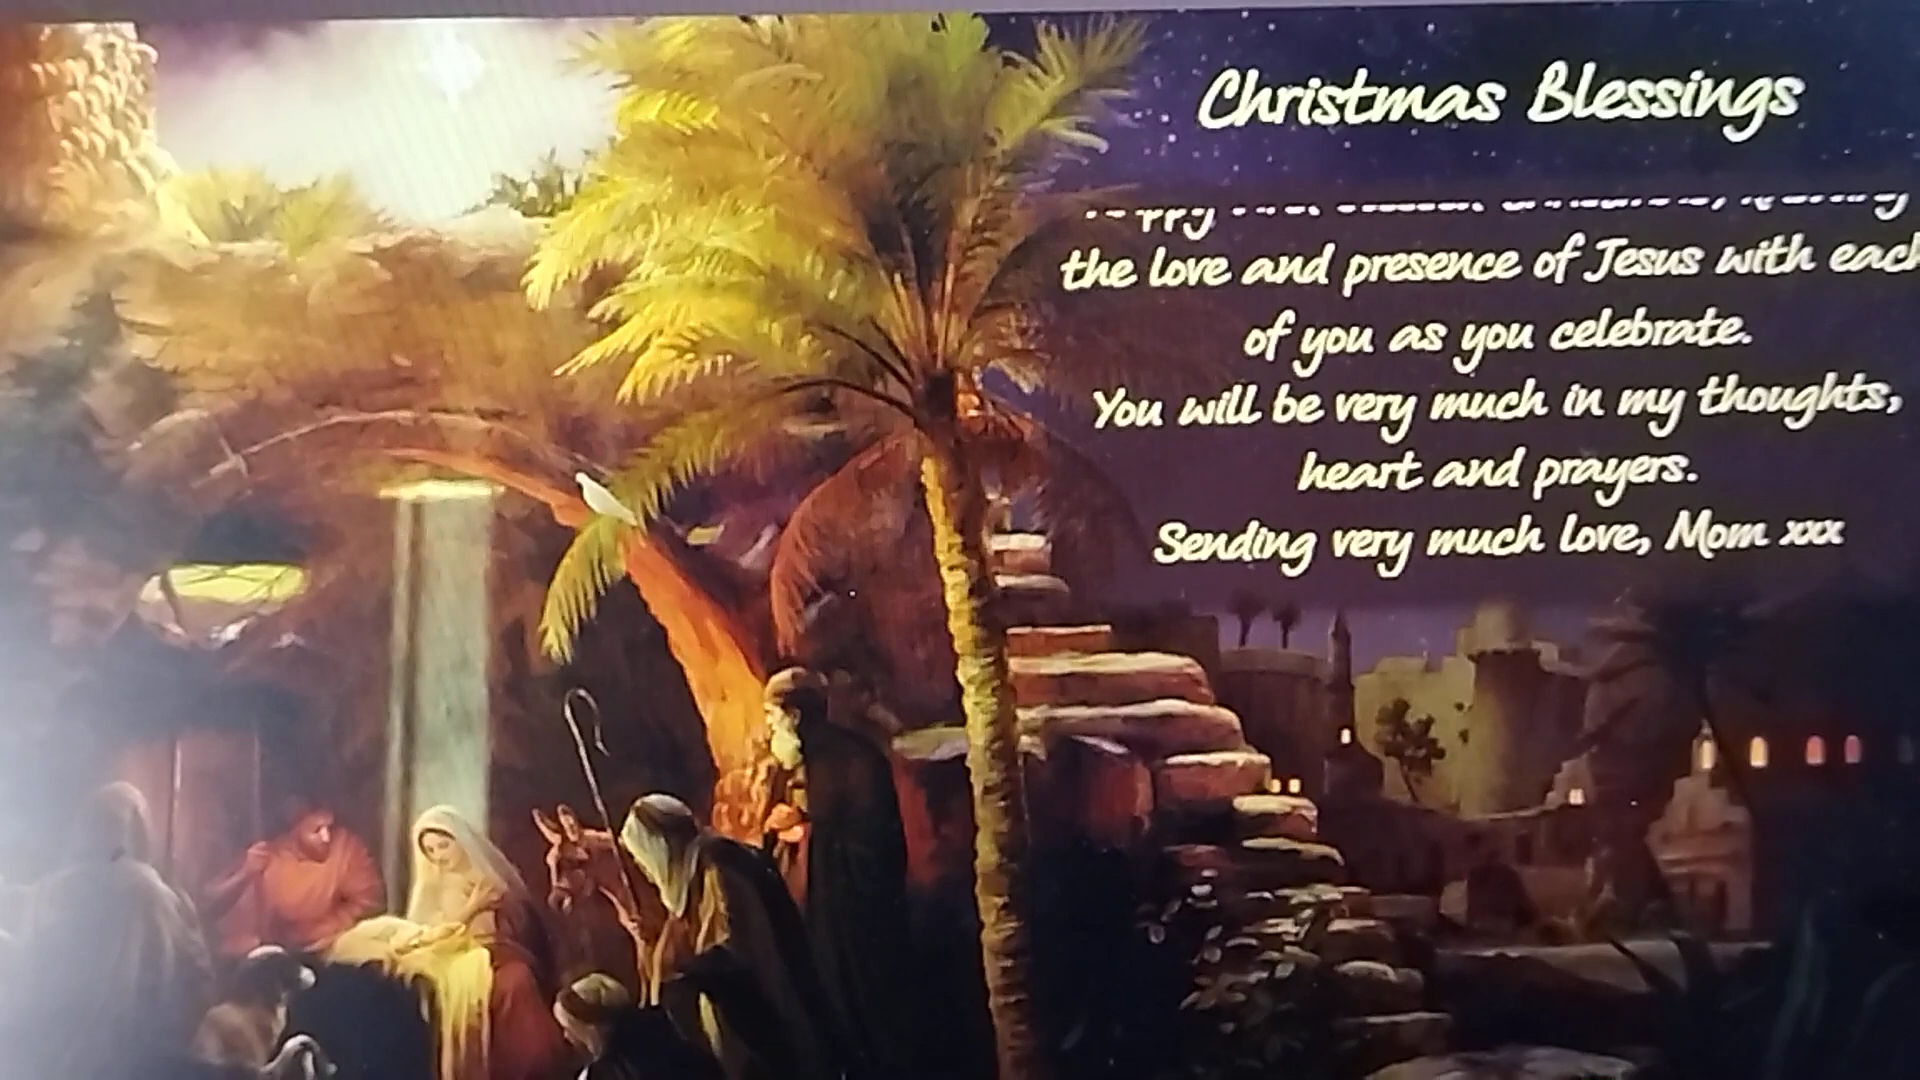 Christmas Blessings
the love and presence of Jesus with each
of you as you celebrate.
You will be very much in my thoughts,
heart and prayers.
Sending very much love, Mom xxx